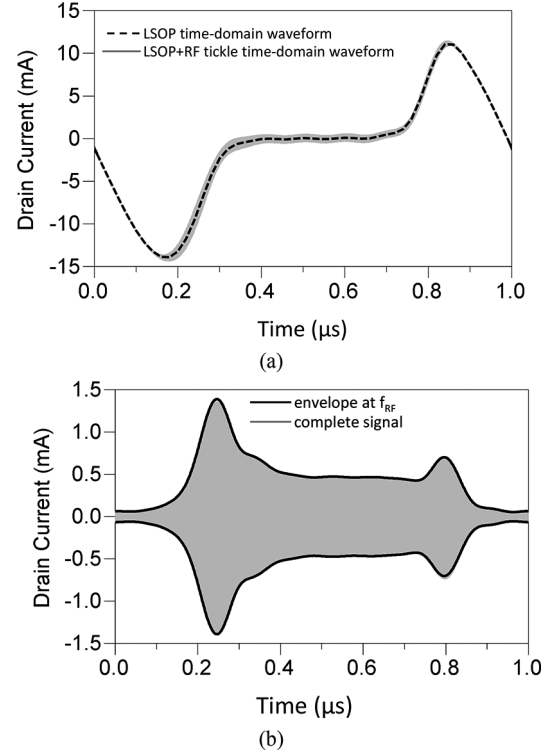 15
10
5
0
-5
-10
-15
Drain Current (mA)
LSOP time-domain waveform
LSOP+RF tickle time-domain waveform
0.0 0.2 0.4 0.6 0.8 1.0
Time (μs)
(a)
1.5
1.0
0.5
0.0
-0.5
-1.0
-1.5
Drain Current (mA)
envelope at fRF
complete signal
0.0 0.2 0.4 0.6 0.8 1.0
Time (μs)
(b)